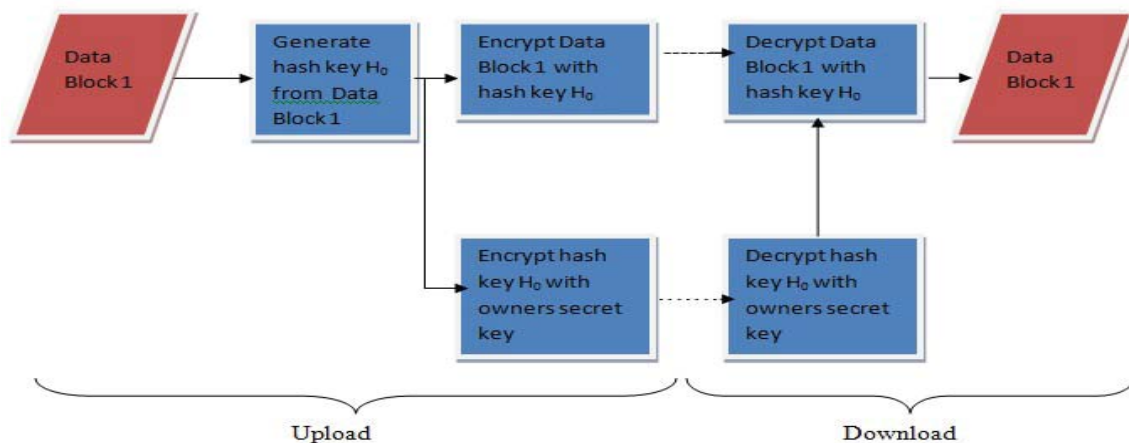 Data
Block 1
Generate
hash key H₀
from Data
Block 1
Encrypt Data
Block 1 with
hash key H₀
Decrypt Data
Block 1 with
hash key H₀
Data
Block 1
Encrypt hash
key H₀ with
owners secret
key
Decrypt hash
key H₀ with
owners secret
key
Upload
Download